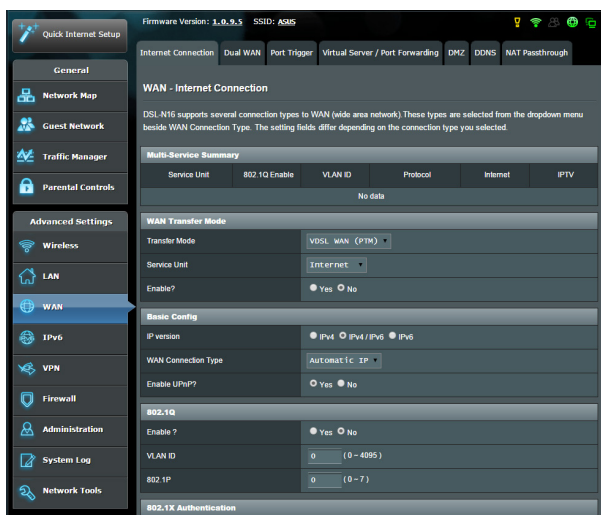 Quick Internet Setup
General
Network Map
Guest Network
Traffic Manager
Parental Controls
Advanced Settings
Wireless
LAN
WAN
IPv6
VPN
Firewall
Administration
System Log
Network Tools
Firmware Version: 1.0.9.5 SSID: ASUS
Internet Connection Dual WAN Port Trigger Virtual Server / Port Forwarding DMZ DDNS NAT Passthrough
WAN - Internet Connection
DSL-N16 supports several connection types to WAN (wide area network).These types are selected from the dropdown menu
beside WAN Connection Type. The setting fields differ depending on the connection type you selected.
Multi-Service Summary
Service Unit 802.1Q Enable VLAN ID Protocol Internet IPTV
No data
WAN Transfer Mode
Transfer Mode VDSL WAN (PTM)
Service Unit Internet
Enable? Yes No
Basic Config
IP version IPv4 IPv4 / IPv6 IPv6
WAN Connection Type Automatic IP
Enable UPnP? Yes No
802.1Q
Enable ? Yes No
VLAN ID 0 ( 0 – 4095 )
802.1P 0 ( 0 – 7 )
802.1X Authentication